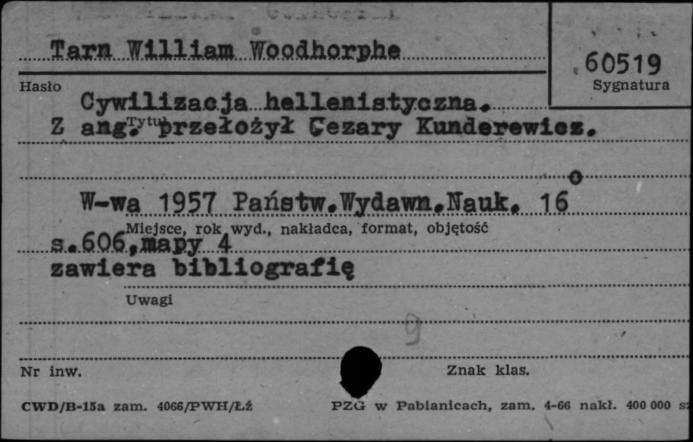 Tarn William Woodhorphe
60519
Hasło
Sygnatura
Cywilizacja hellenistyczna.
Z ang. przełożył Cezary Kunderewicz.
Tytuł
W-wa 1957 Państw.Wydawn.Nauk. 16°
Miejsce, rok wyd., nakładca, format, objętość
s.606,mapy 4
zawiera bibliografię
Uwagi
9
Nr inw.
Znak klas.
CWD/B-15a zam. 4066/PWH/Łź
PZG w Pabianicach, zam. 4-66 nakł. 400 000